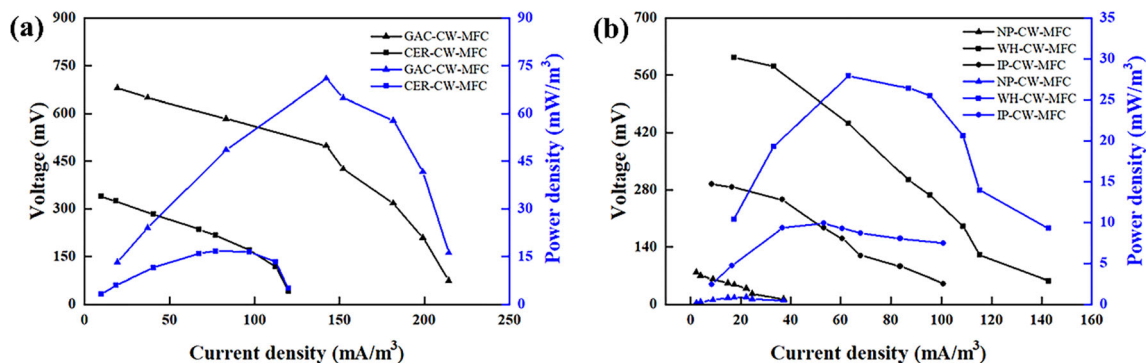 (a)
900
750
600
450
300
150
0
Voltage (mV)
0 50 100 150 200 250
Current density (mA/m³)
90
75
60
45
30
15
0
Power density (mW/m³)
GAC-CW-MFC
CER-CW-MFC
GAC-CW-MFC
CER-CW-MFC
(b)
700
560
420
280
140
0
Voltage (mV)
0 20 40 60 80 100 120 140 160
Current density (mA/m³)
35
30
25
20
15
10
5
0
Power density (mW/m³)
NP-CW-MFC
WH-CW-MFC
IP-CW-MFC
NP-CW-MFC
WH-CW-MFC
IP-CW-MFC